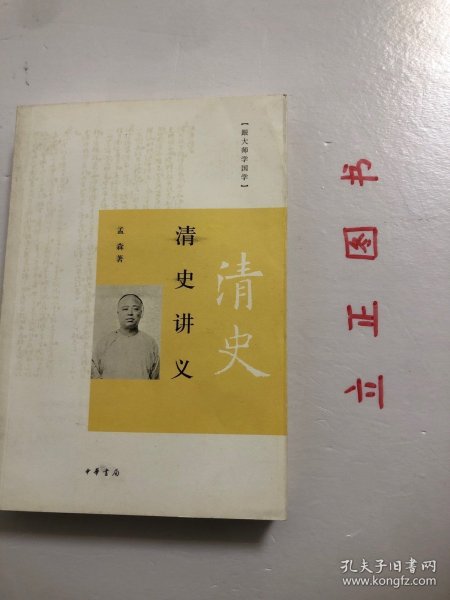 【跟大师学国学】
清史
清史讲义
孟森著
中华书局
立正图书
孔夫子旧书网
www.kongfz.com